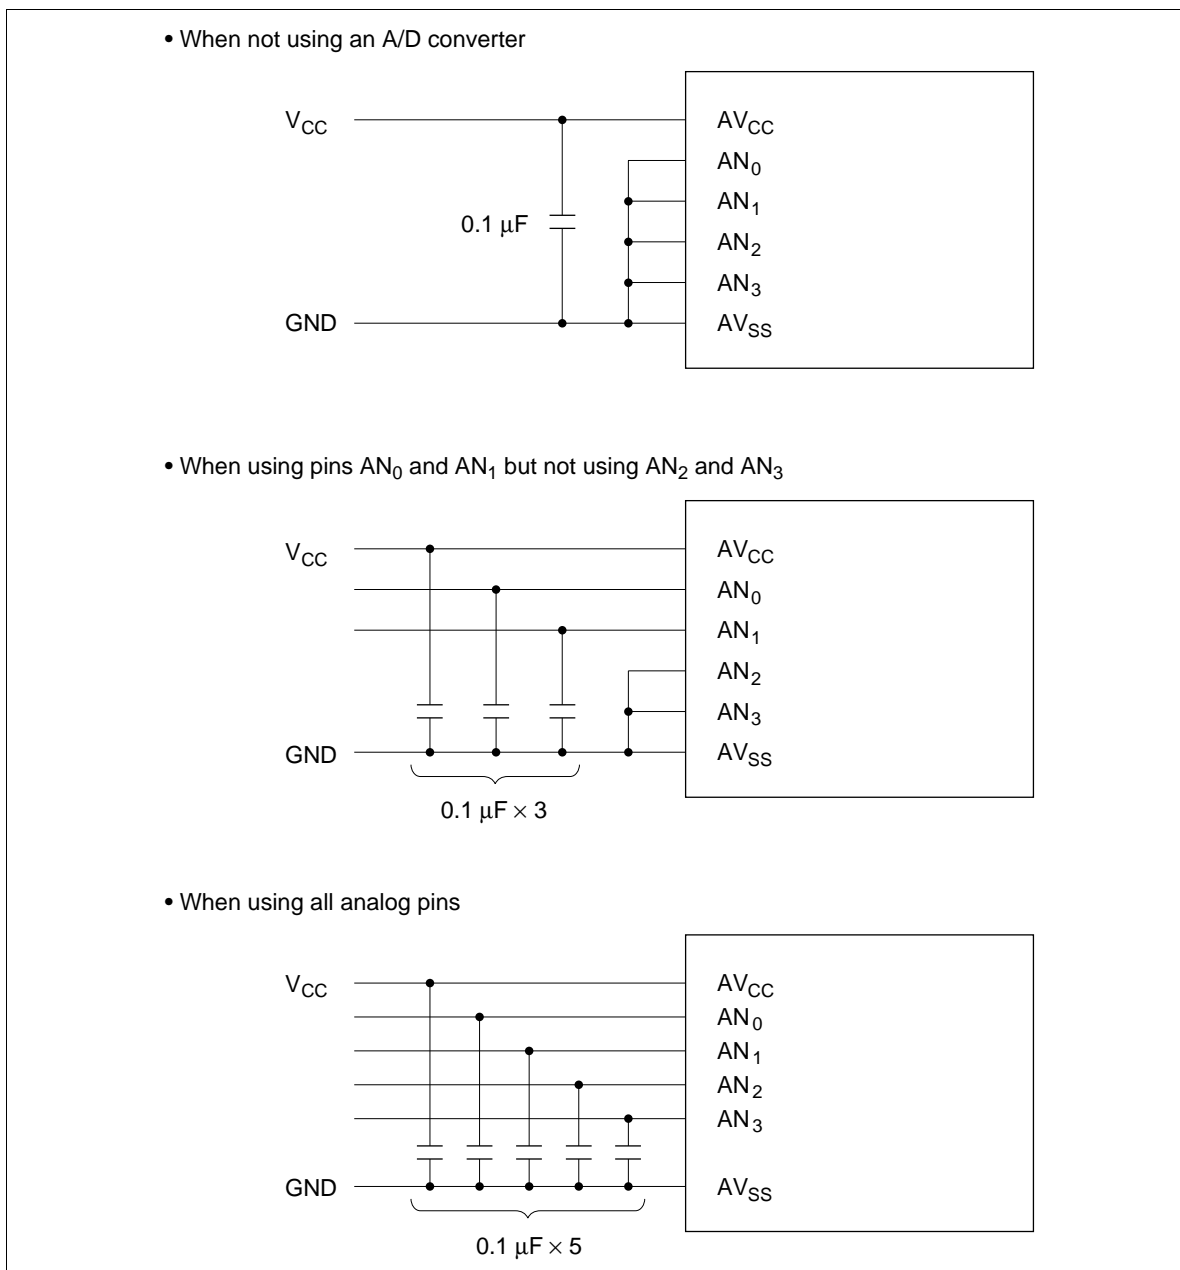 • When not using an A/D converter
V_CC
AV_CC
AN_0
AN_1
0.1 μF
AN_2
AN_3
GND
AV_SS
• When using pins AN_0 and AN_1 but not using AN_2 and AN_3
V_CC
AV_CC
AN_0
AN_1
AN_2
AN_3
GND
AV_SS
0.1 μF × 3
• When using all analog pins
V_CC
AV_CC
AN_0
AN_1
AN_2
AN_3
GND
AV_SS
0.1 μF × 5